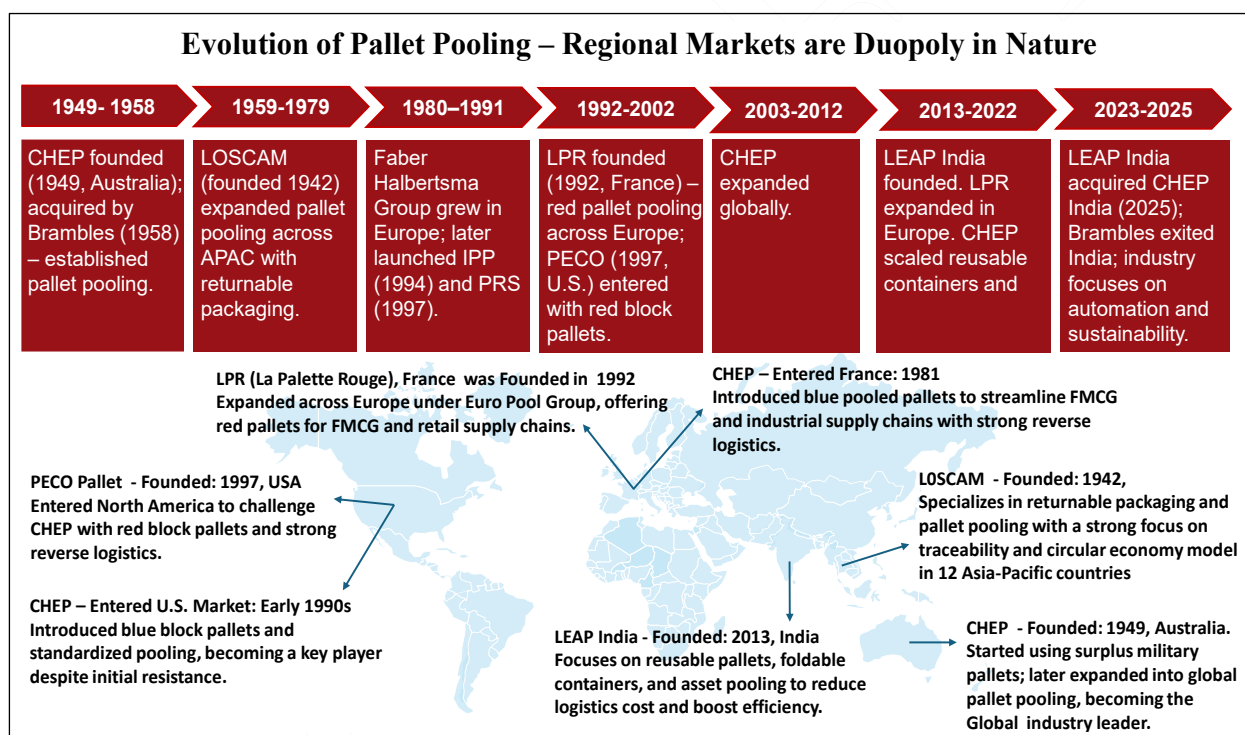 Evolution of Pallet Pooling – Regional Markets are Duopoly in Nature
1949- 1958
1959-1979
1980–1991
1992-2002
2003-2012
2013-2022
2023-2025
CHEP founded
(1949, Australia);
acquired by
Brambles (1958)
– established
pallet pooling.
LOSCAM
(founded 1942)
expanded pallet
pooling across
APAC with
returnable
packaging.
Faber
Halbertsma
Group grew in
Europe; later
launched IPP
(1994) and PRS
(1997).
LPR founded
(1992, France) –
red pallet pooling
across Europe;
PECO (1997,
U.S.) entered
with red block
pallets.
CHEP
expanded
globally.
LEAP India
founded. LPR
expanded in
Europe. CHEP
scaled reusable
containers and
LEAP India
acquired CHEP
India (2025);
Brambles exited
India; industry
focuses on
automation and
sustainability.
LPR (La Palette Rouge), France was Founded in 1992
Expanded across Europe under Euro Pool Group, offering
red pallets for FMCG and retail supply chains.
CHEP – Entered France: 1981
Introduced blue pooled pallets to streamline FMCG
and industrial supply chains with strong reverse
logistics.
PECO Pallet - Founded: 1997, USA
Entered North America to challenge
CHEP with red block pallets and strong
reverse logistics.
L0SCAM - Founded: 1942,
Specializes in returnable packaging and
pallet pooling with a strong focus on
traceability and circular economy model
in 12 Asia-Pacific countries
CHEP – Entered U.S. Market: Early 1990s
Introduced blue block pallets and
standardized pooling, becoming a key player
despite initial resistance.
LEAP India - Founded: 2013, India
Focuses on reusable pallets, foldable
containers, and asset pooling to reduce
logistics cost and boost efficiency.
CHEP - Founded: 1949, Australia.
Started using surplus military
pallets; later expanded into global
pallet pooling, becoming the
Global industry leader.